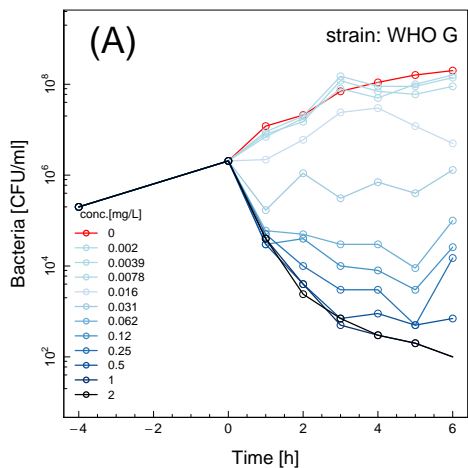 (A)
strain: WHO G
Bacteria [CFU/ml]
10^8
10^6
10^4
10^2
conc.[mg/L]
0
0.002
0.0039
0.0078
0.016
0.031
0.062
0.12
0.25
0.5
1
2
−4 −2 0 2 4 6
Time [h]